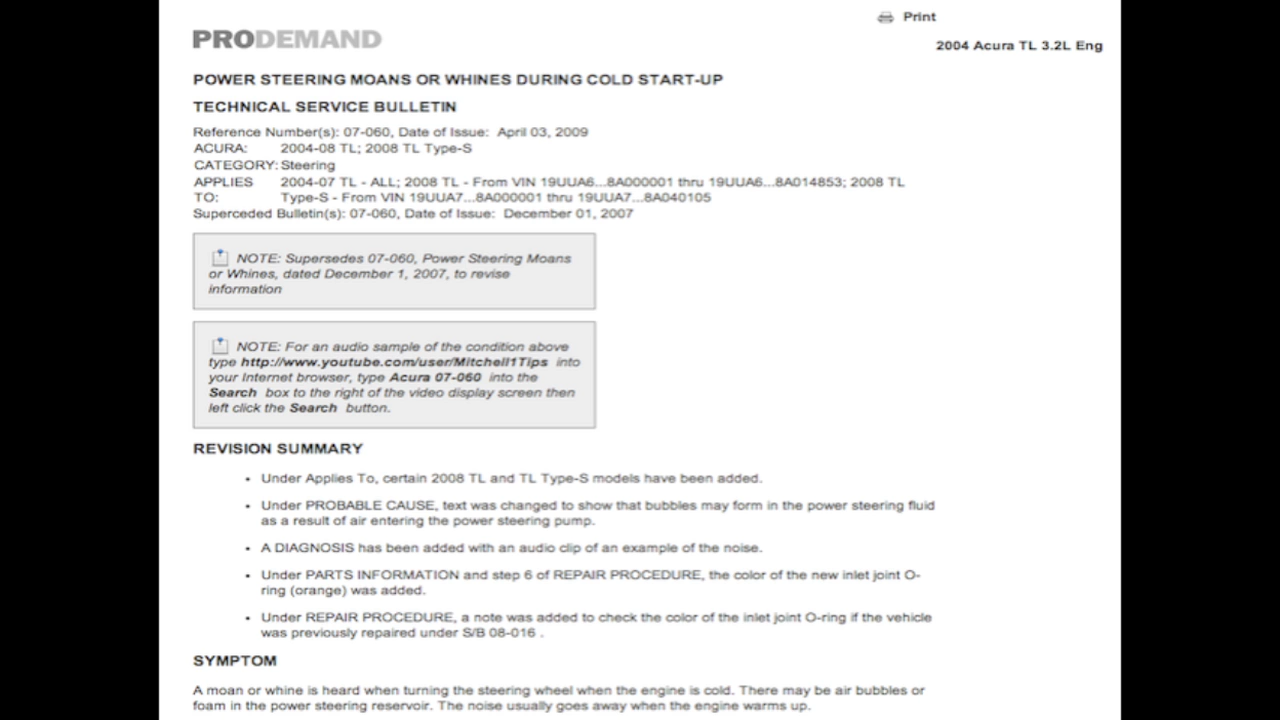 Print
PRODEMAND
2004 Acura TL 3.2L Eng
POWER STEERING MOANS OR WHINES DURING COLD START-UP
TECHNICAL SERVICE BULLETIN
Reference Number(s): 07-060, Date of Issue: April 03, 2009
ACURA: 2004-08 TL; 2008 TL Type-S
CATEGORY: Steering
APPLIES 2004-07 TL - ALL; 2008 TL - From VIN 19UUA6...8A000001 thru 19UUA6...8A014853; 2008 TL
TO: Type-S - From VIN 19UUA7...8A000001 thru 19UUA7...8A040105
Superceded Bulletin(s): 07-060, Date of Issue: December 01, 2007
NOTE: Supersedes 07-060, Power Steering Moans
or Whines, dated December 1, 2007, to revise
information
NOTE: For an audio sample of the condition above
type http://www.youtube.com/user/Mitchell1Tips into
your Internet browser, type Acura 07-060 into the
Search box to the right of the video display screen then
left click the Search button.
REVISION SUMMARY
• Under Applies To, certain 2008 TL and TL Type-S models have been added.
• Under PROBABLE CAUSE, text was changed to show that bubbles may form in the power steering fluid
as a result of air entering the power steering pump.
• A DIAGNOSIS has been added with an audio clip of an example of the noise.
• Under PARTS INFORMATION and step 6 of REPAIR PROCEDURE, the color of the new inlet joint O-
ring (orange) was added.
• Under REPAIR PROCEDURE, a note was added to check the color of the inlet joint O-ring if the vehicle
was previously repaired under S/B 08-016 .
SYMPTOM
A moan or whine is heard when turning the steering wheel when the engine is cold. There may be air bubbles or
foam in the power steering reservoir. The noise usually goes away when the engine warms up.